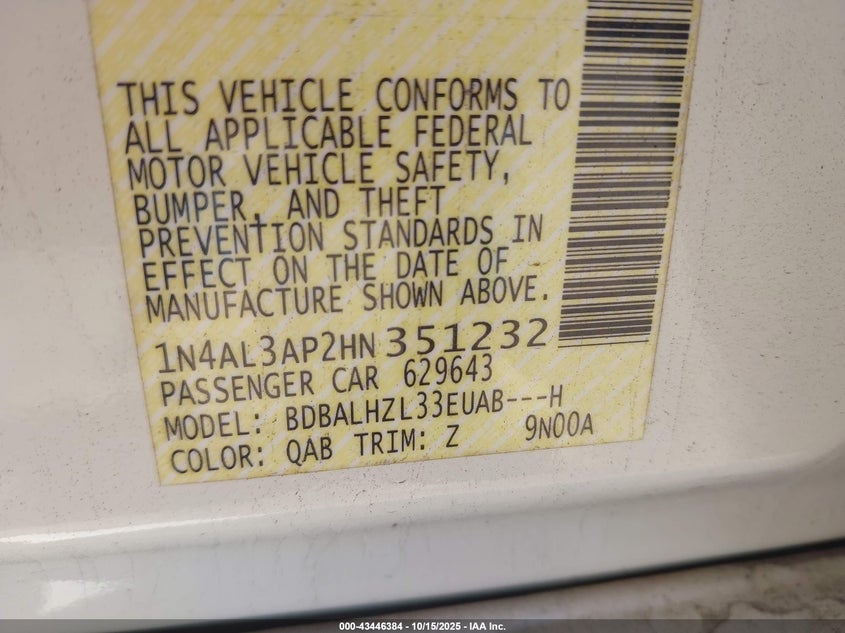 THIS VEHICLE CONFORMS TO
ALL APPLICABLE FEDERAL
MOTOR VEHICLE SAFETY,
BUMPER, AND THEFT
PREVENTION STANDARDS IN
EFFECT ON THE DATE OF
MANUFACTURE SHOWN ABOVE.
1N4AL3AP2HN351232
PASSENGER CAR 629643
MODEL: BDBALHZL33EUAB---H
COLOR: QAB TRIM: Z 9N00A
000-43446384 - 10/15/2025 - IAA Inc.